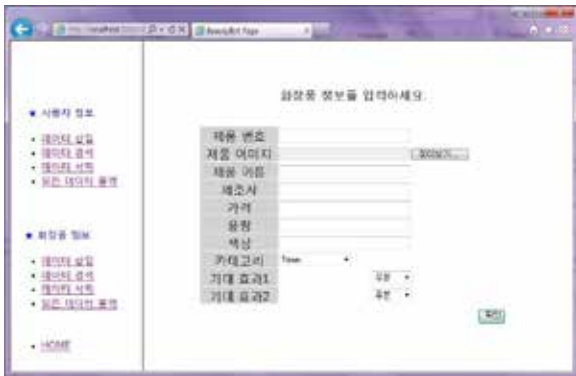 BeautyBot Page
사용자 정보
데이터 삽입
데이터 검색
데이터 삭제
모든 데이터 출력
화장품 정보
데이터 삽입
데이터 검색
데이터 삭제
모든 데이터 출력
HOME
화장품 정보를 입력하세요.
제품 번호
제품 이미지
찾아보기...
제품 이름
제조사
가격
용량
색상
카테고리
Toner
기대 효과1
기대 효과2
확인